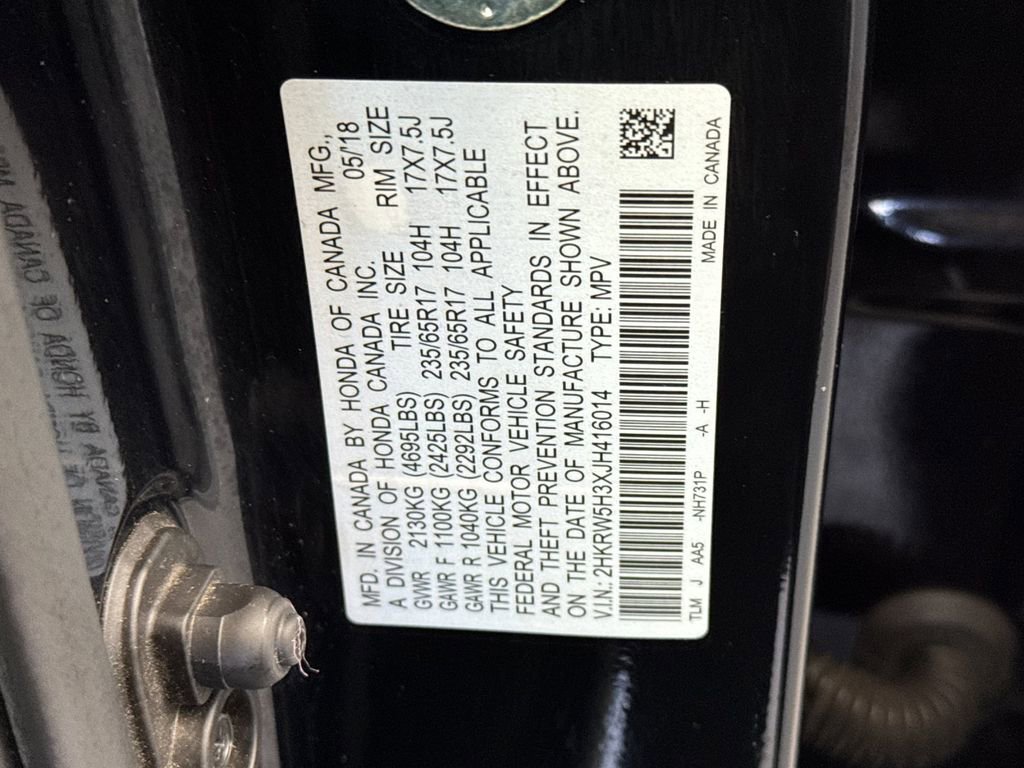 MFD. IN CANADA BY HONDA OF CANADA MFG.,
A DIVISION OF HONDA CANADA INC. 05/18
GVWR 2130KG (4695LBS) TIRE SIZE RIM SIZE
GAWR F 1100KG (2425LBS) 235/65R17 104H 17X7.5J
GAWR R 1040KG (2292LBS) 235/65R17 104H 17X7.5J
THIS VEHICLE CONFORMS TO ALL APPLICABLE
FEDERAL MOTOR VEHICLE SAFETY
AND THEFT PREVENTION STANDARDS IN EFFECT
ON THE DATE OF MANUFACTURE SHOWN ABOVE.
V.I.N. 2HKRW5H3XJH416014 TYPE: MPV
TLM J AA5 -NH731P -A -H MADE IN CANADA